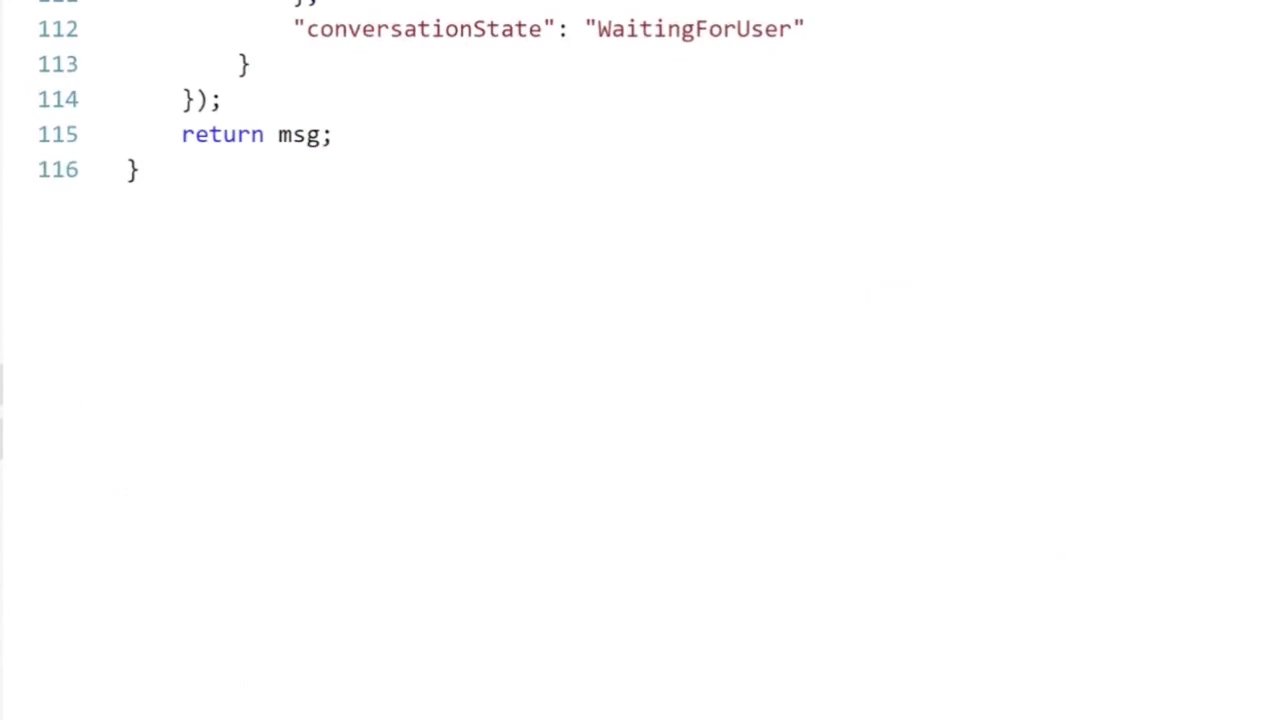 112 "conversationState": "WaitingForUser"
113 }
114 });
115 return msg;
116 }